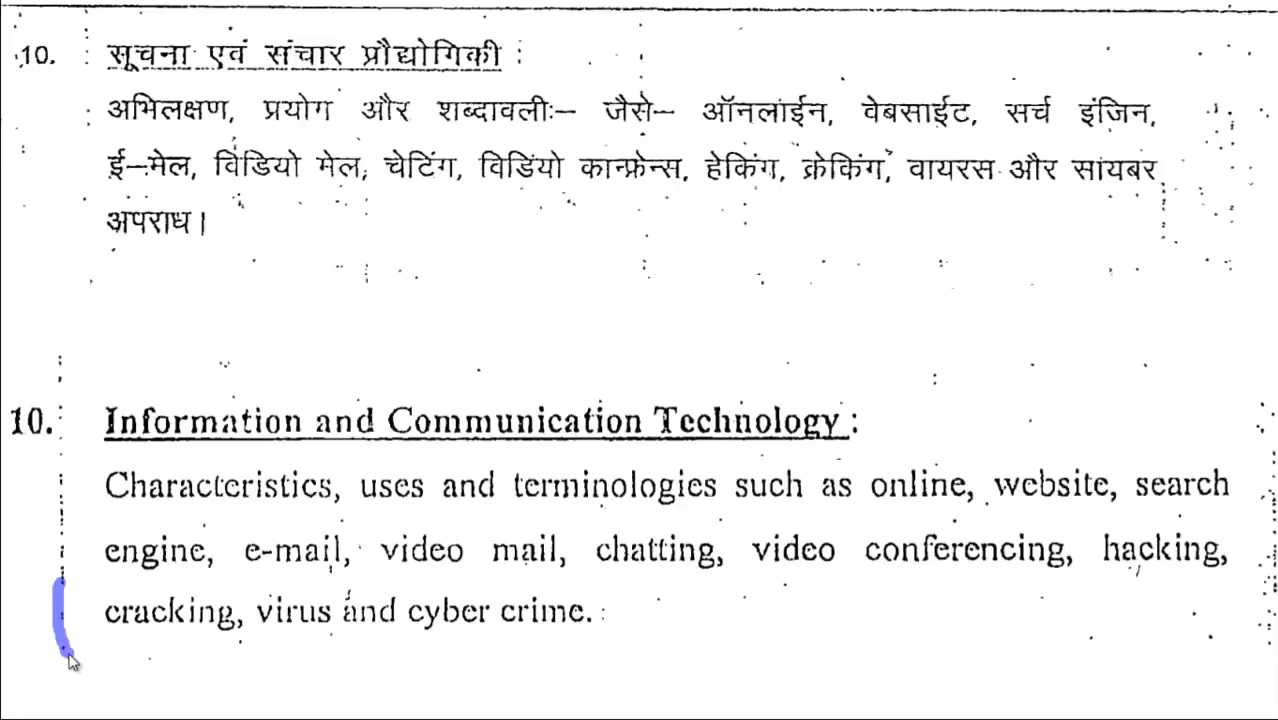 10. सूचना एवं संचार प्रौद्योगिकी :
अभिलक्षण, प्रयोग और शब्दावलीः– जैसे– ऑनलाईन, वेबसाईट, सर्च इंजिन,
ई–मेल, विडियो मेल, चेटिंग, विडियो कान्फ्रेन्स, हेकिंग, क्रेकिंग, वायरस और सायबर
अपराध।
10. Information and Communication Technology :
Characteristics, uses and terminologies such as online, website, search
engine, e-mail, video mail, chatting, video conferencing, hacking,
cracking, virus and cyber crime.